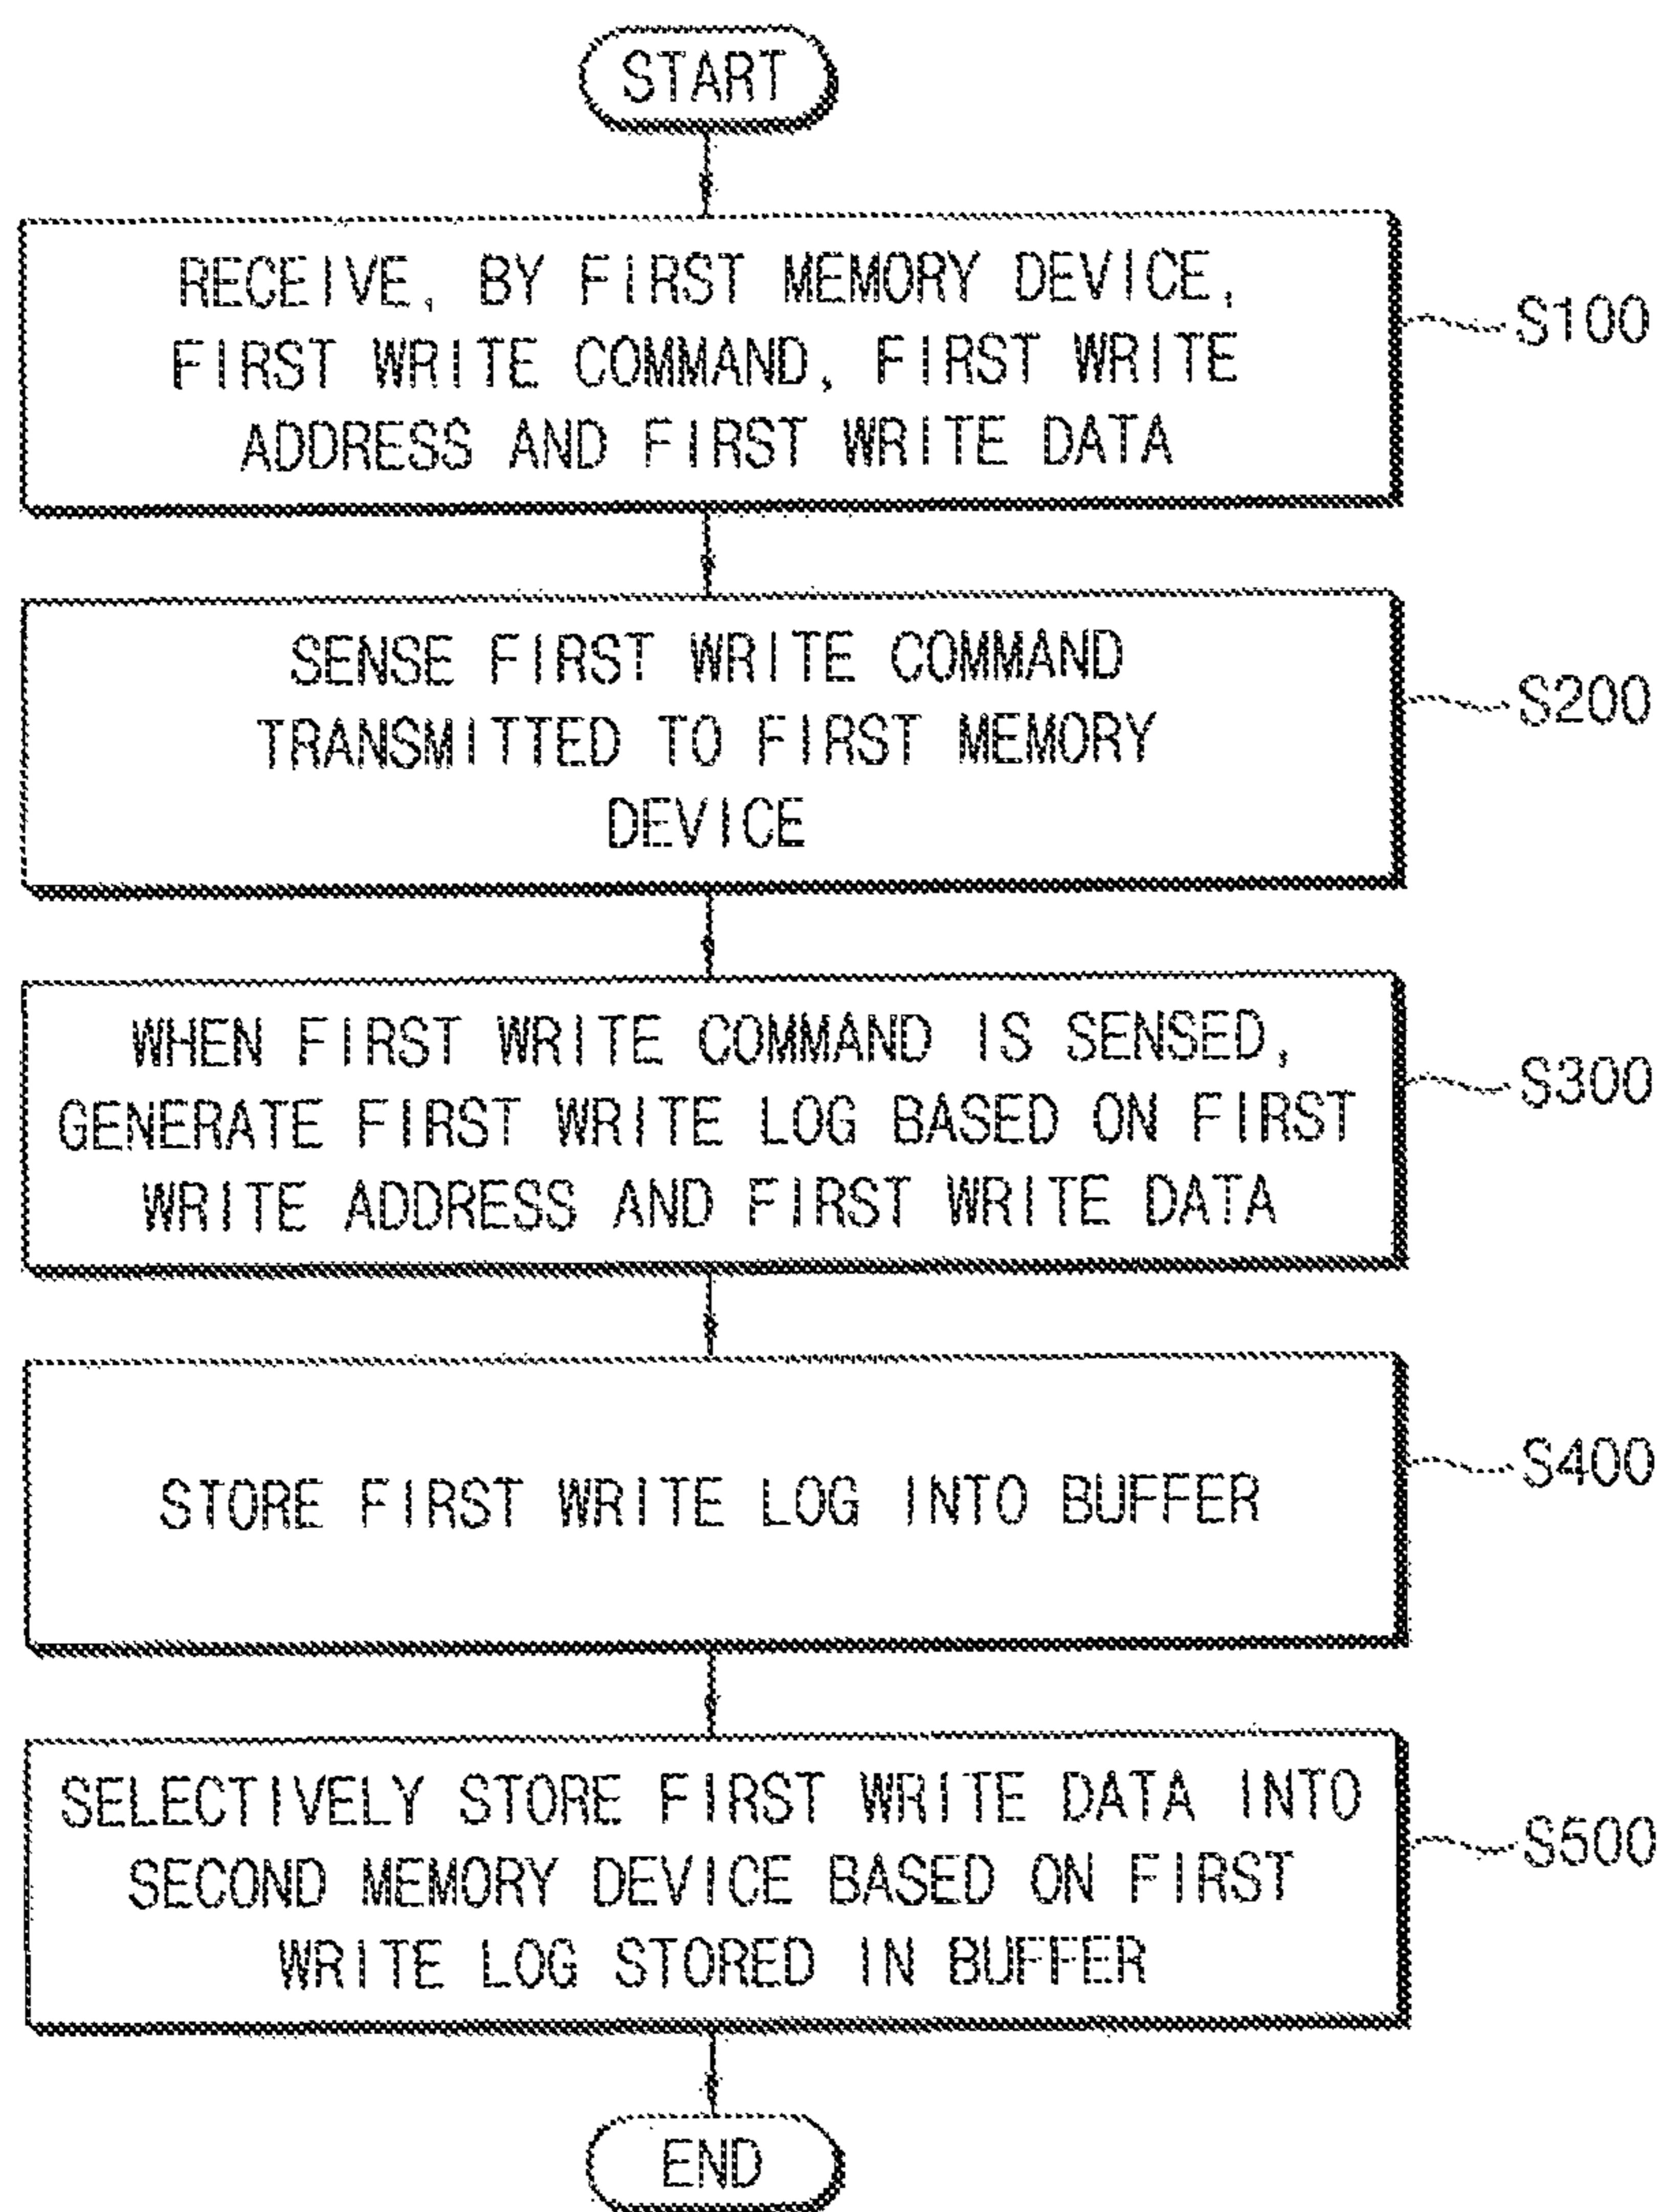 START
RECEIVE, BY FIRST MEMORY DEVICE,
FIRST WRITE COMMAND, FIRST WRITE
ADDRESS AND FIRST WRITE DATA
S100
SENSE FIRST WRITE COMMAND
TRANSMITTED TO FIRST MEMORY
DEVICE
S200
WHEN FIRST WRITE COMMAND IS SENSED,
GENERATE FIRST WRITE LOG BASED ON FIRST
WRITE ADDRESS AND FIRST WRITE DATA
S300
STORE FIRST WRITE LOG INTO BUFFER
S400
SELECTIVELY STORE FIRST WRITE DATA INTO
SECOND MEMORY DEVICE BASED ON FIRST
WRITE LOG STORED IN BUFFER
S500
END